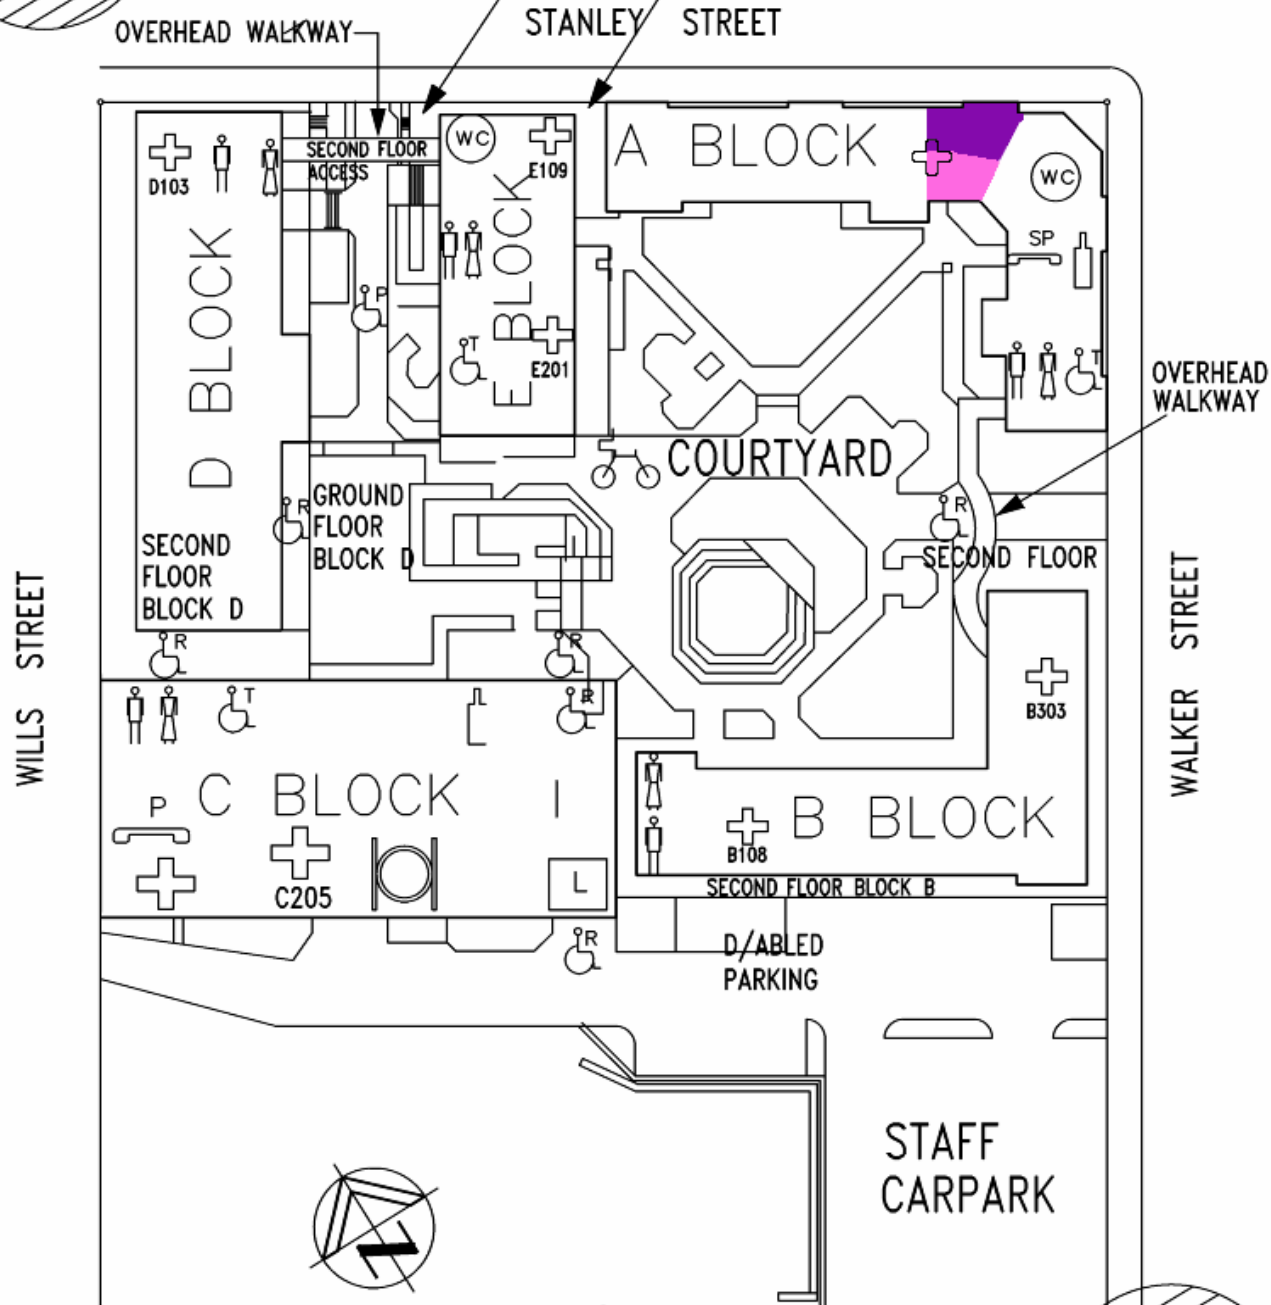 STANLEY STREET
OVERHEAD WALKWAY
SECOND FLOOR
ACCESS
D103
WC
E109
A BLOCK
WC
SP
D BLOCK
E BLOCK
P
T
E201
T
OVERHEAD
WALKWAY
COURTYARD
R
GROUND
FLOOR
BLOCK D
R
SECOND FLOOR
SECOND
FLOOR
BLOCK D
WILLS STREET
WALKER STREET
R
R
T
R
B303
C BLOCK
P
B BLOCK
B108
L
C205
SECOND FLOOR BLOCK B
R
D/ABLED
PARKING
STAFF
CARPARK
N